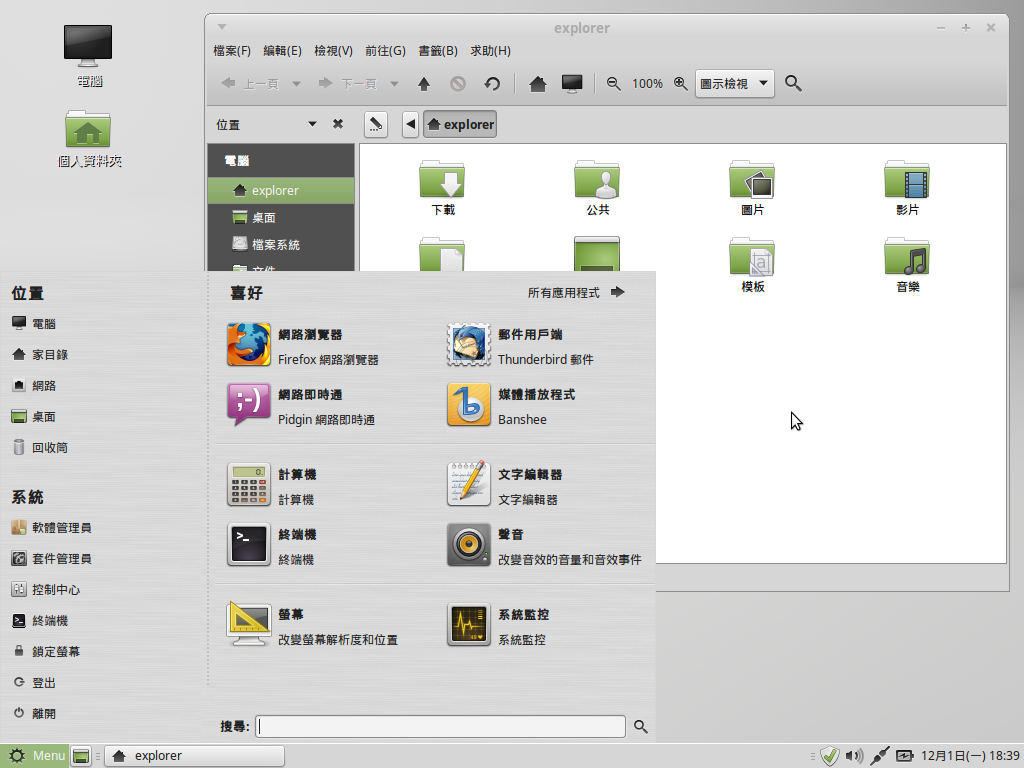 電腦
個人資料夾
explorer
檔案(F) 編輯(E) 檢視(V) 前往(G) 書籤(B) 求助(H)
上一頁 下一頁 100% 圖示檢視
位置 explorer
電腦
explorer
桌面
檔案系統
文件
下載 公共 圖片 影片
模板 音樂
位置
電腦
家目錄
網路
桌面
回收筒
系統
軟體管理員
套件管理員
控制中心
終端機
鎖定螢幕
登出
離開
喜好 所有應用程式
網路瀏覽器
Firefox 網路瀏覽器
郵件用戶端
Thunderbird 郵件
網路即時通
Pidgin 網路即時通
媒體播放程式
Banshee
計算機
計算機
文字編輯器
文字編輯器
終端機
終端機
聲音
改變音效的音量和音效事件
螢幕
改變螢幕解析度和位置
系統監控
系統監控
搜尋:
Menu explorer 12月1日(一) 18:39